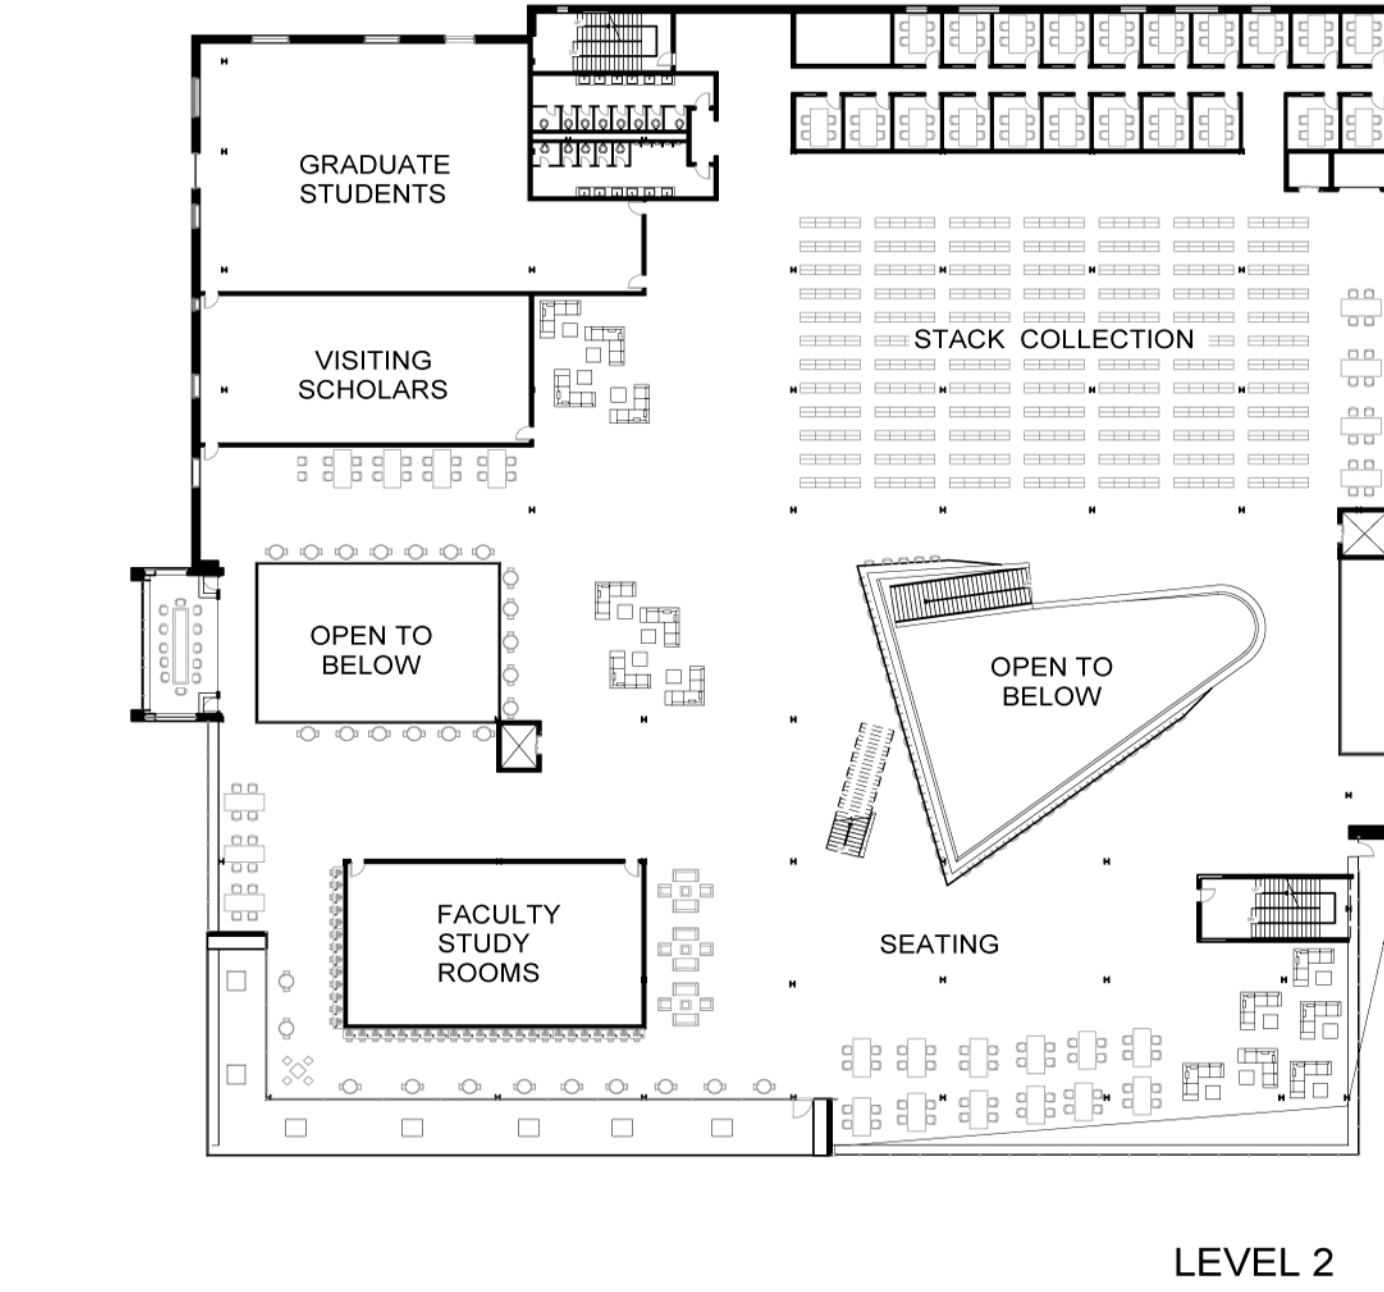 GRADUATE
STUDENTS
STACK COLLECTION
VISITING
SCHOLARS
OPEN TO
BELOW
OPEN TO
BELOW
FACULTY
STUDY
ROOMS
SEATING
LEVEL 2